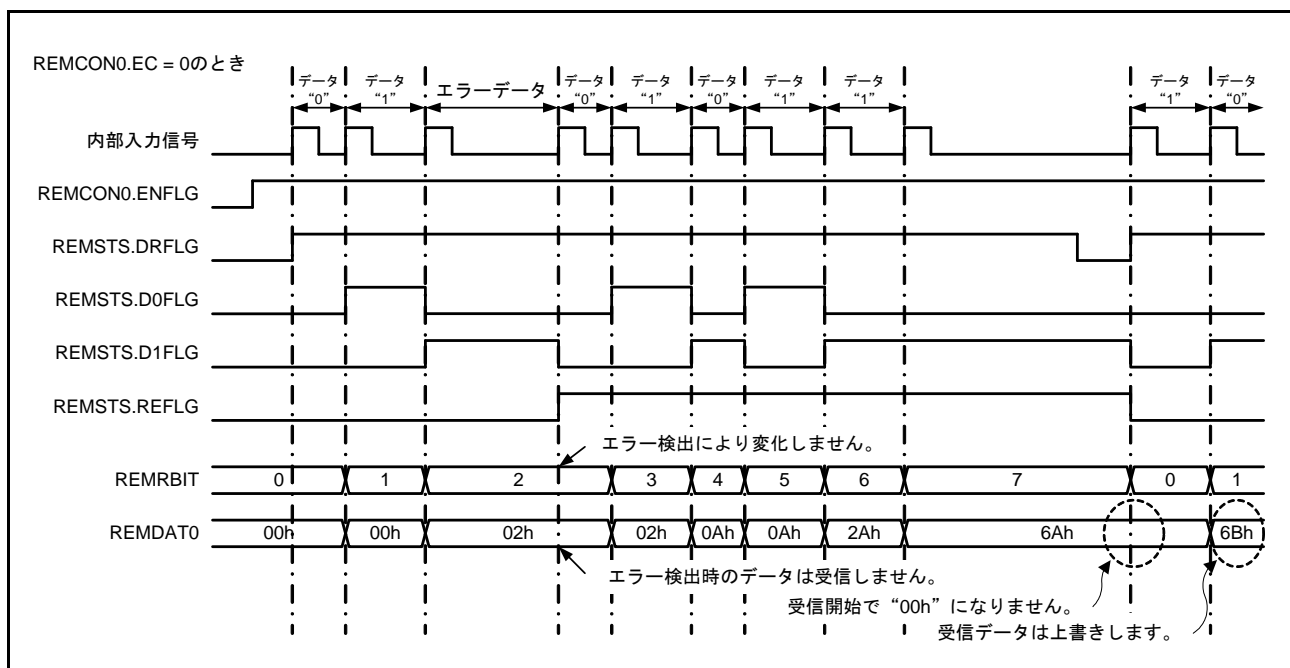 REMCON0.EC = 0のとき
データ "0" データ "1" エラーデータ データ "0" データ "1" データ "0" データ "1" データ "1" データ "1" データ "0"
内部入力信号
REMCON0.ENFLG
REMSTS.DRFLG
REMSTS.D0FLG
REMSTS.D1FLG
REMSTS.REFLG
エラー検出により変化しません。
REMRBIT 0 1 2 3 4 5 6 7 0 1
REMDAT0 00h 00h 02h 02h 0Ah 0Ah 2Ah 6Ah 6Bh
エラー検出時のデータは受信しません。
受信開始で“00h”になりません。
受信データは上書きします。